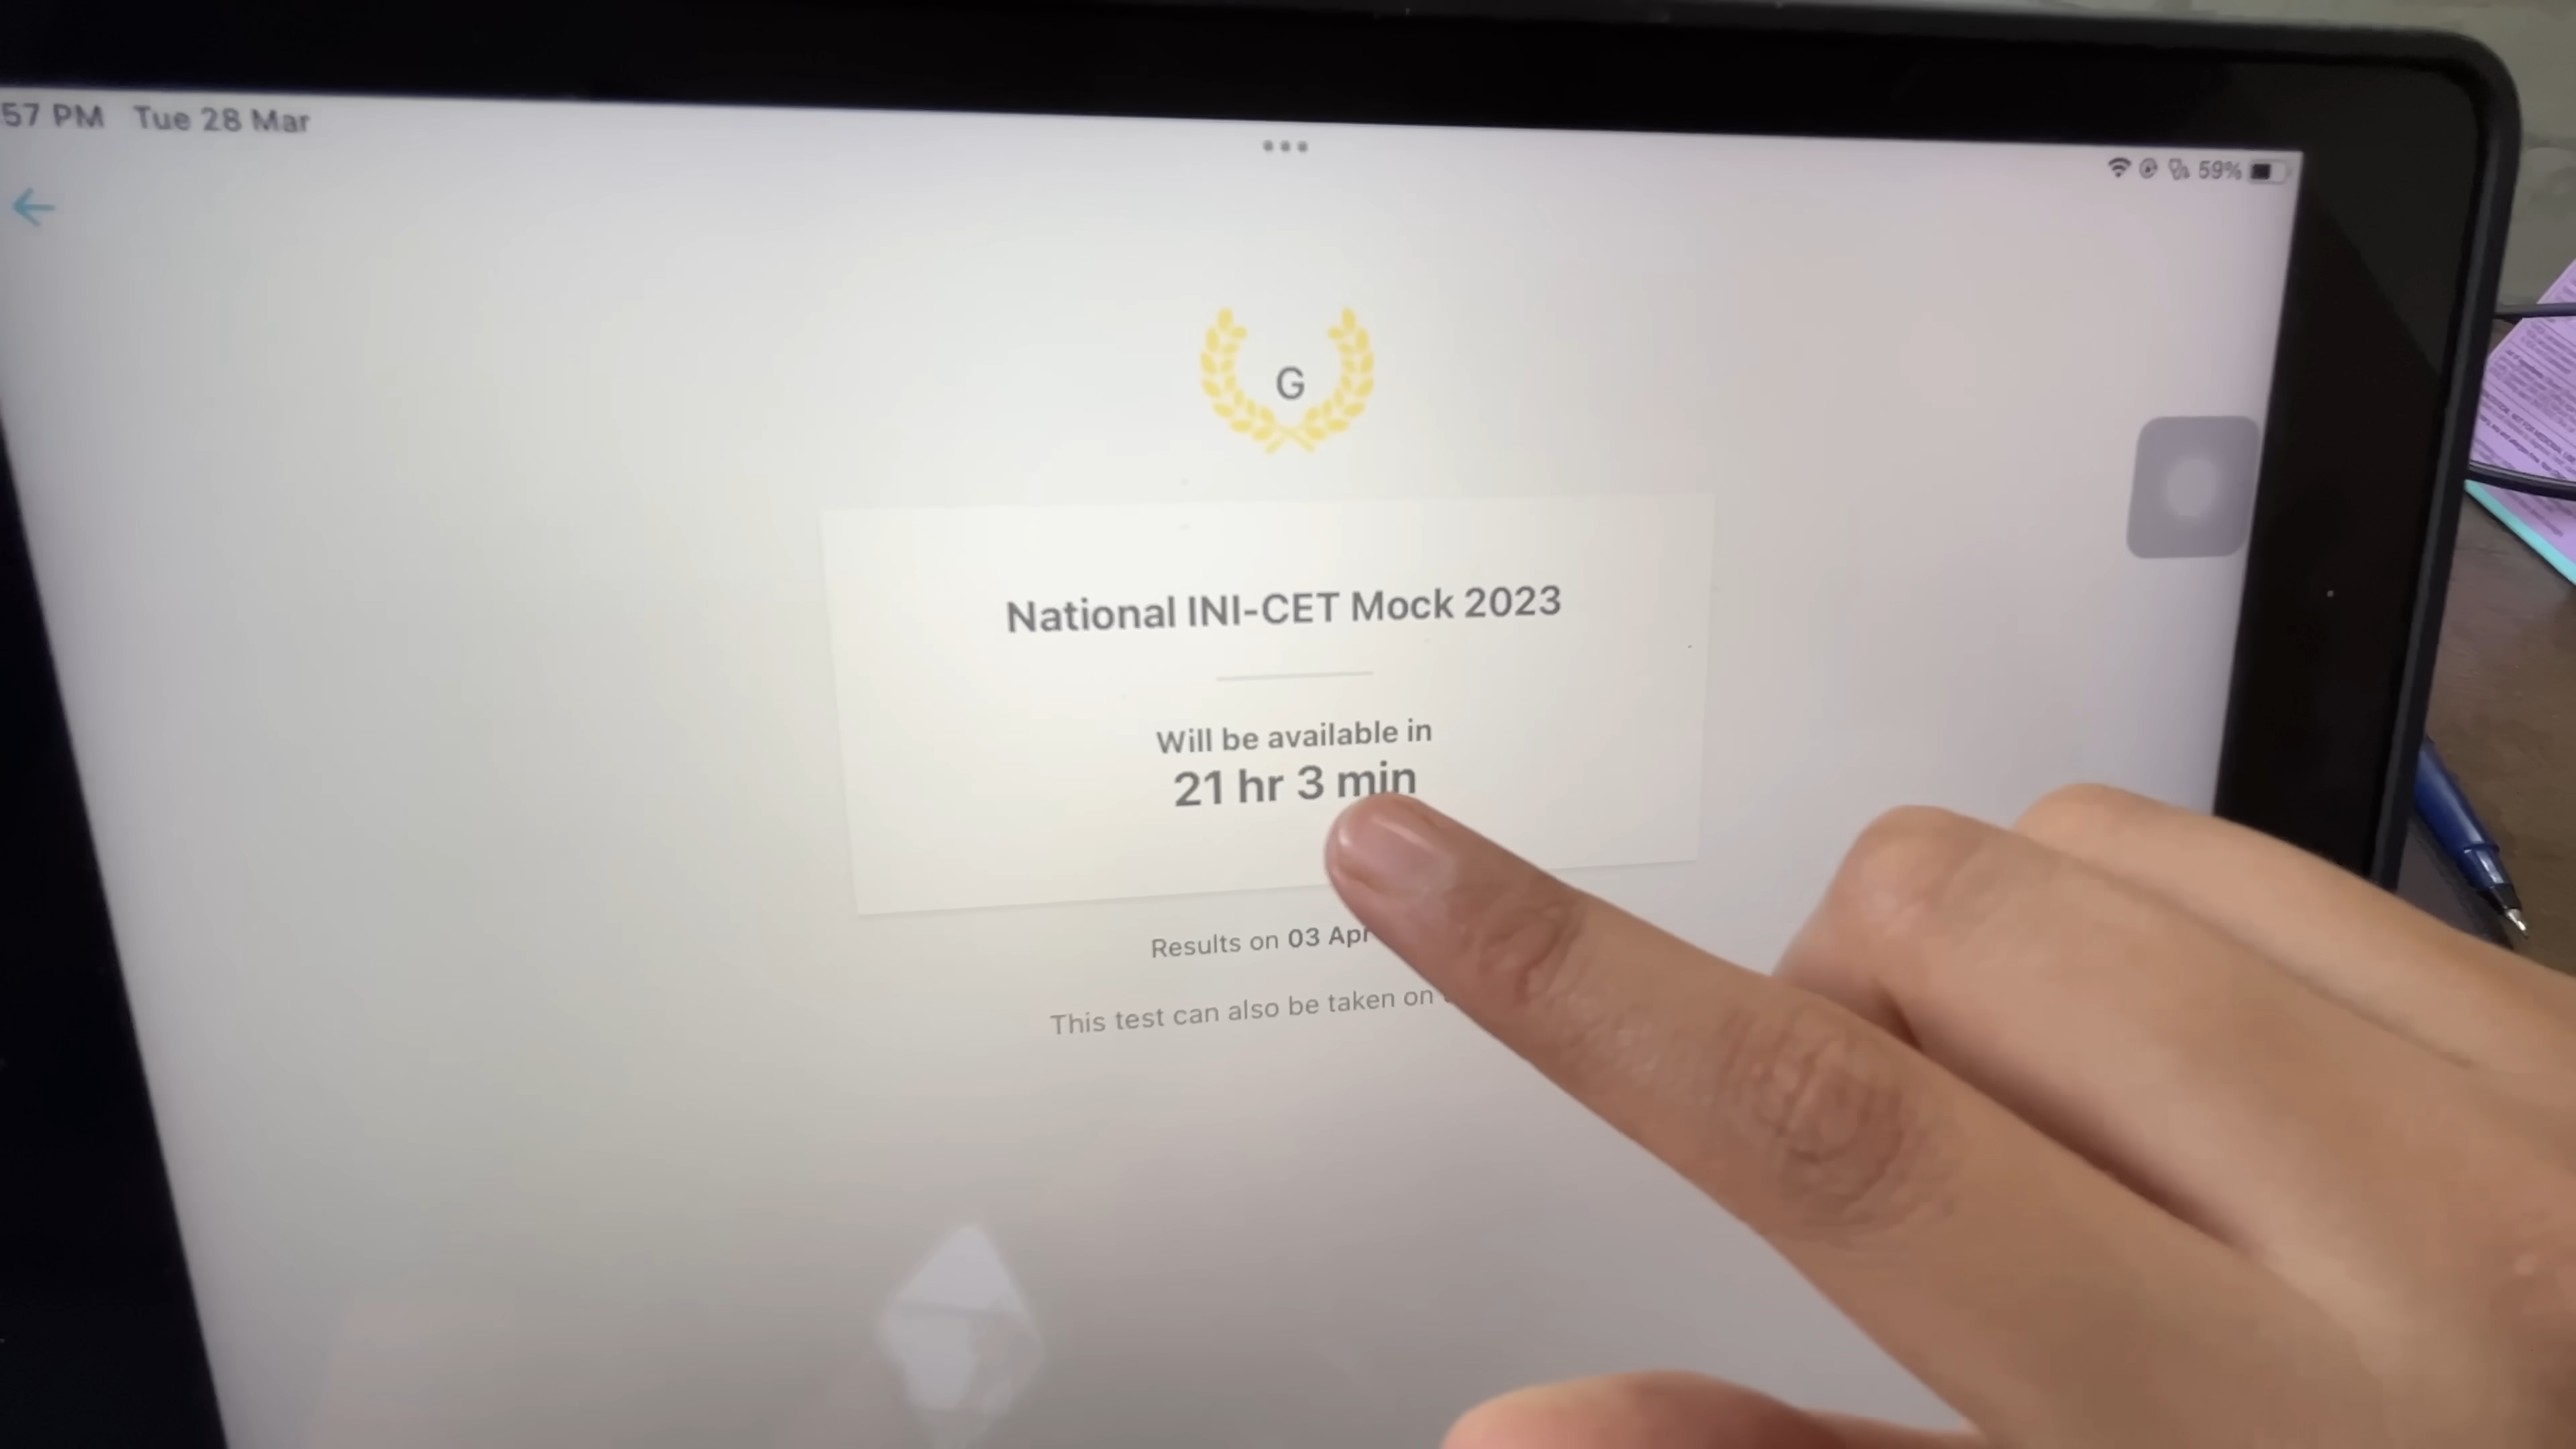 57 PM Tue 28 Mar
59%
G
National INI-CET Mock 2023
Will be available in
21 hr 3 min
Results on 03 Apr
This test can also be taken on